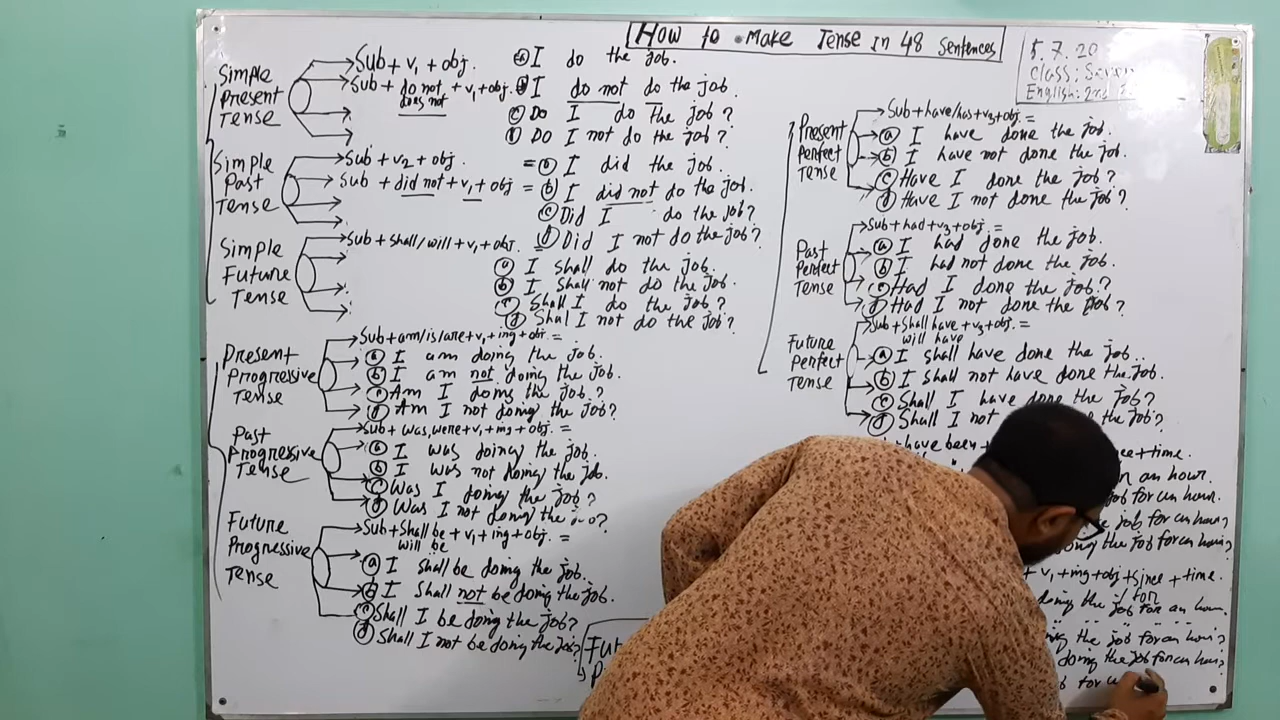 How to Make Tense In 48 Sentences
5.7.20
Class: Seven
English: 2nd
Simple Present Tense
Sub + v1 + obj. ⓐ I do the job.
Sub + do not + v1 + obj. ⓑ I do not do the job
does not
ⓒ Do I do the job?
ⓓ Do I not do the job?
Simple Past Tense
Sub + v2 + obj. = ⓐ I did the job.
Sub + did not + v1 + obj = ⓑ I did not do the job.
ⓒ Did I do the job?
ⓓ Did I not do the job?
Simple Future Tense
Sub + shall/will + v1 + obj. =
ⓐ I shall do the job.
ⓑ I shall not do the job.
ⓒ Shall I do the job?
ⓓ Shal I not do the job?
Present Progressive Tense
Sub + am/is/are + v1 + ing + obj. =
ⓐ I am doing the job.
ⓑ I am not doing the job.
ⓒ Am I doing the job?
ⓓ Am I not doing the job?
Past Progressive Tense
Sub + was, were + v1 + ing + obj. =
ⓐ I was doing the job.
ⓑ I was not doing the job.
ⓒ Was I doing the job?
ⓓ Was I not doing the job?
Future Progressive Tense
Sub + shall be + v1 + ing + obj. =
will be
ⓐ I shall be doing the job.
ⓑ I shall not be doing the job.
ⓒ Shall I be doing the job?
ⓓ Shall I not be doing the job?
Present Perfect Tense
Sub + have/has + v3 + obj. =
ⓐ I have done the job.
ⓑ I have not done the job.
ⓒ Have I done the job?
ⓓ Have I not done the job?
Past Perfect Tense
Sub + had + v3 + obj. =
ⓐ I had done the job.
ⓑ I had not done the job.
ⓒ Had I done the job?
ⓓ Had I not done the job?
Future Perfect Tense
Sub + shall have + v3 + obj =
will have
ⓐ I shall have done the job.
ⓑ I shall not have done the job.
ⓒ Shall I have done the job?
ⓓ Shall I not the job?
have been + time.
an hour.
job for an hour.
job for an hour?
the job for an hour?
+ v1 + ing + obj + since + time.
for
doing the job for an hour.
the job for an hour?
doing the job for an hour?
for